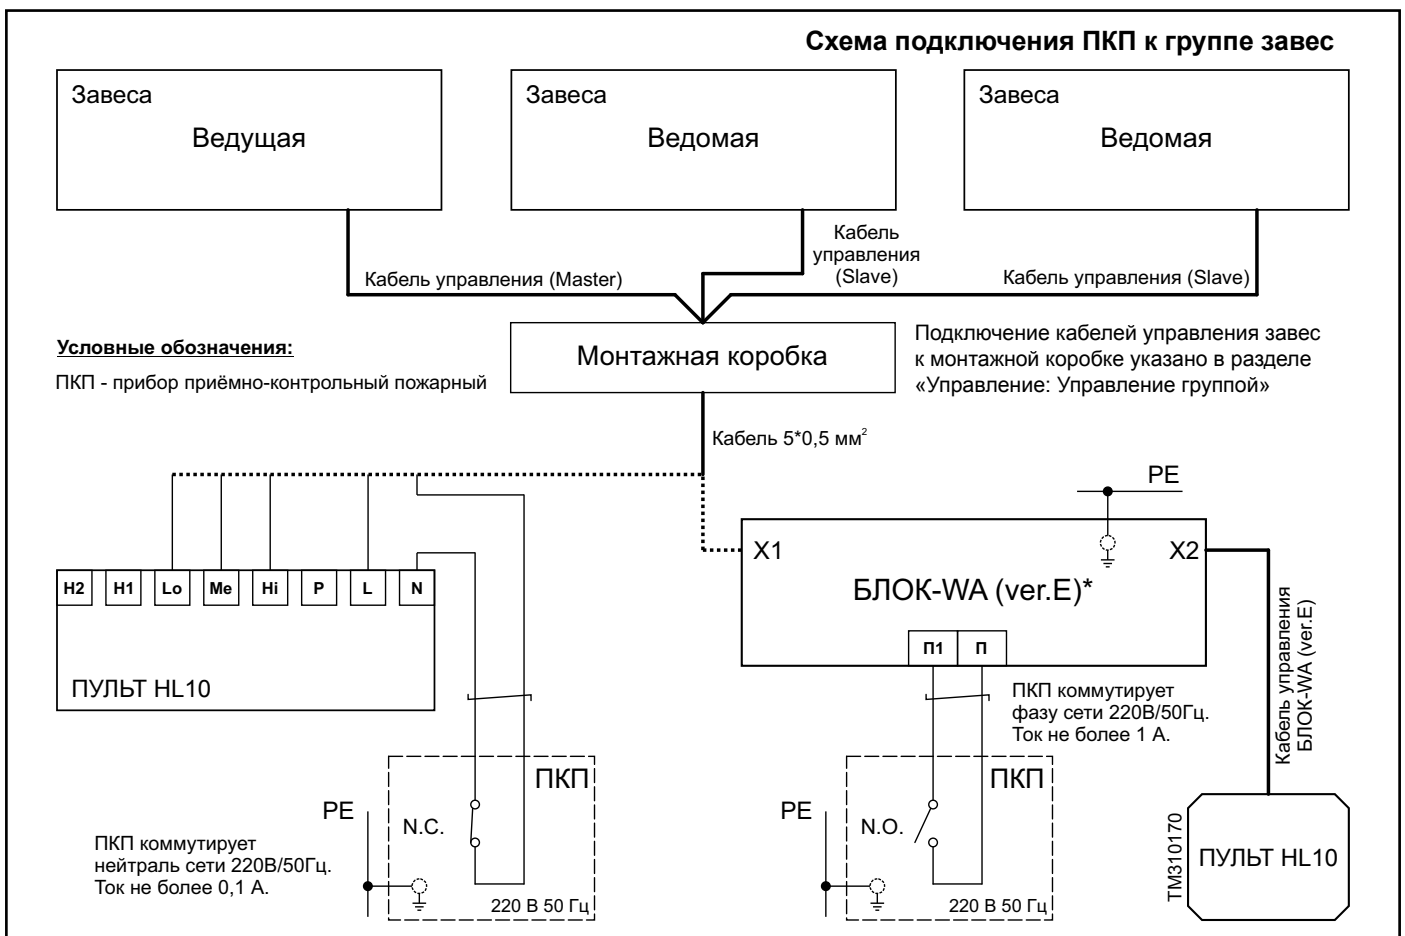 Схема подключения ПКП к группе завес
Завеса
Ведущая
Завеса
Ведомая
Завеса
Ведомая
Кабель управления (Master)
Кабель
управления
(Slave)
Кабель управления (Slave)
Условные обозначения:
ПКП - прибор приёмно-контрольный пожарный
Монтажная коробка
Подключение кабелей управления завес
к монтажной коробке указано в разделе
«Управление: Управление группой»
Кабель 5*0,5 мм²
H2 H1 Lo Me Hi P L N
ПУЛЬТ HL10
PE
X1
X2
БЛОК-WA (ver.E)*
П1 П
ПКП коммутирует
фазу сети 220В/50Гц.
Ток не более 1 А.
Кабель управления
БЛОК-WA (ver.E)
ПКП
PE
N.C.
220 В 50 Гц
ПКП коммутирует
нейтраль сети 220В/50Гц.
Ток не более 0,1 А.
ПКП
PE
N.O.
220 В 50 Гц
TM310170
ПУЛЬТ HL10